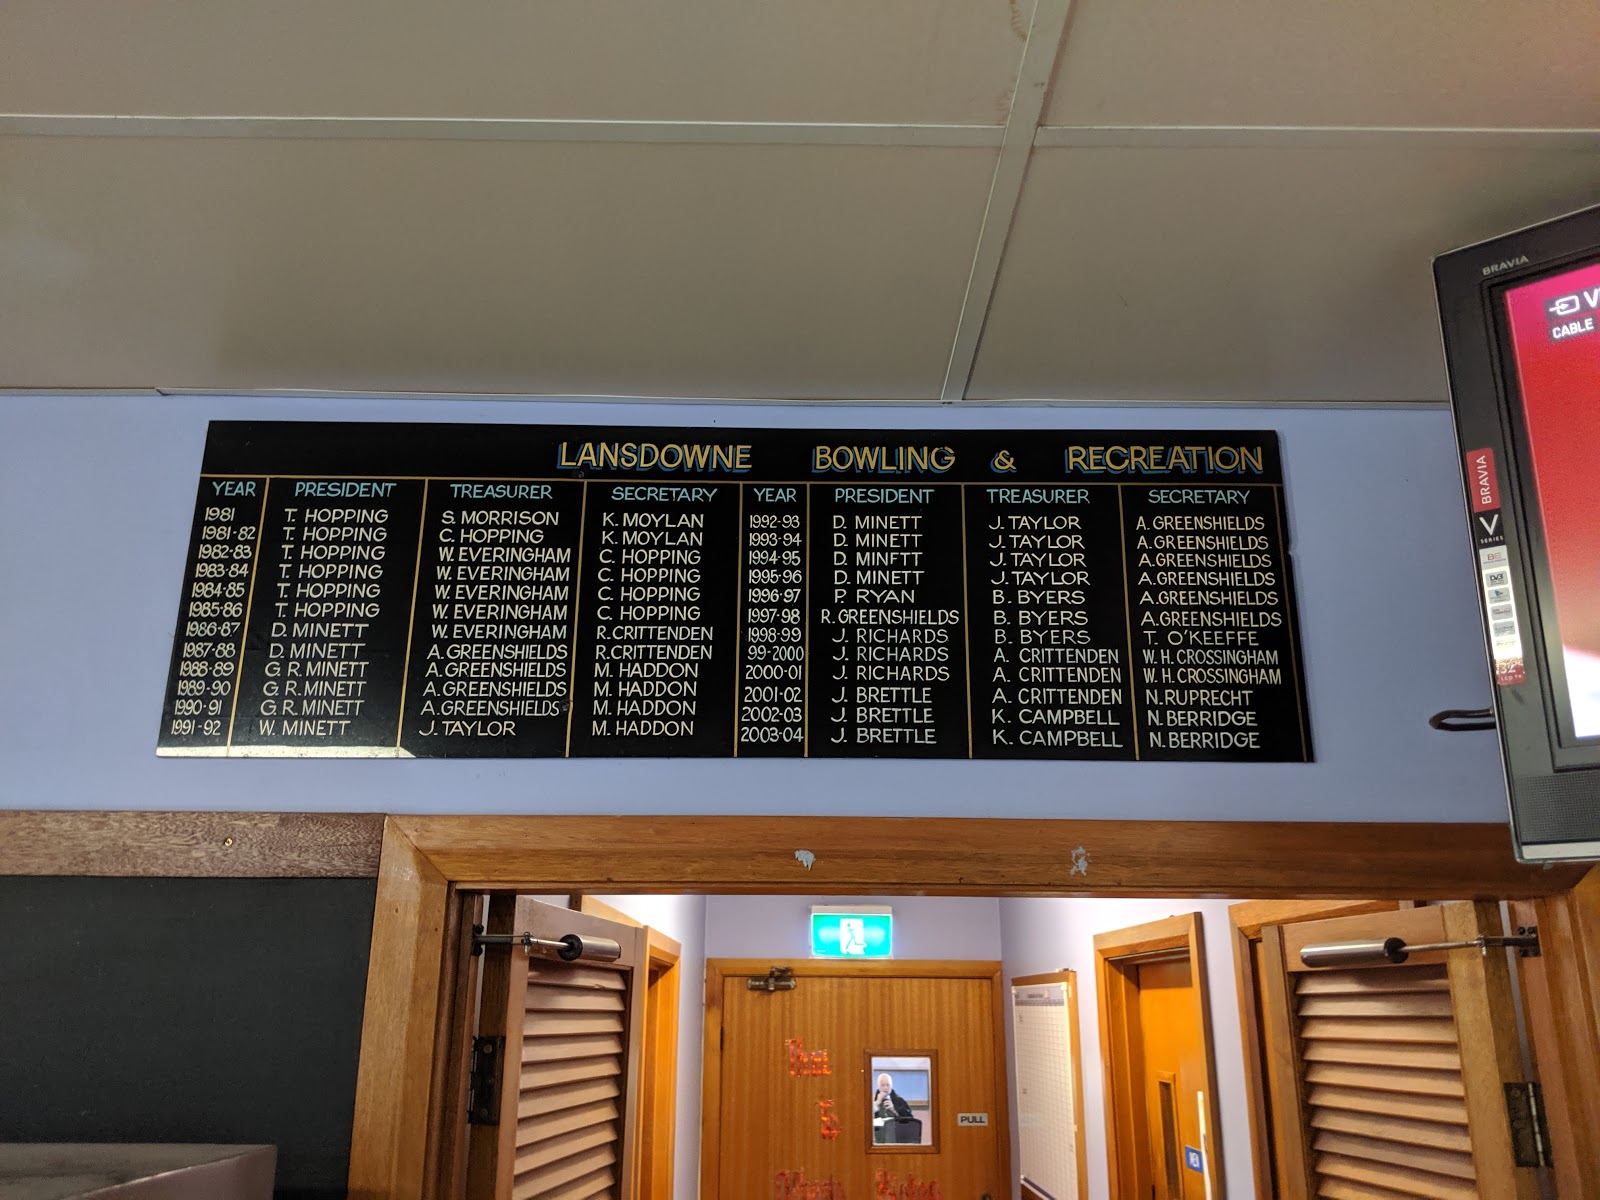 LANSDOWNE BOWLING & RECREATION
YEAR PRESIDENT TREASURER SECRETARY YEAR PRESIDENT TREASURER SECRETARY
1981 T. HOPPING S. MORRISON K. MOYLAN 1992-93 D. MINETT J. TAYLOR A. GREENSHIELDS
1981-82 T. HOPPING C. HOPPING K. MOYLAN 1993-94 D. MINETT J. TAYLOR A. GREENSHIELDS
1982-83 T. HOPPING W. EVERINGHAM C. HOPPING 1994-95 D. MINETT J. TAYLOR A. GREENSHIELDS
1983-84 T. HOPPING W. EVERINGHAM C. HOPPING 1995-96 D. MINETT J. TAYLOR A. GREENSHIELDS
1984-85 T. HOPPING W. EVERINGHAM C. HOPPING 1996-97 P. RYAN B. BYERS A. GREENSHIELDS
1985-86 T. HOPPING W. EVERINGHAM C. HOPPING 1997-98 R. GREENSHIELDS B. BYERS A. GREENSHIELDS
1986-87 D. MINETT W. EVERINGHAM R. CRITTENDEN 1998-99 J. RICHARDS B. BYERS T. O'KEEFFE
1987-88 D. MINETT A. GREENSHIELDS R. CRITTENDEN 99-2000 J. RICHARDS A. CRITTENDEN W. H. CROSSINGHAM
1988-89 G. R. MINETT A. GREENSHIELDS M. HADDON 2000-01 J. RICHARDS A. CRITTENDEN W. H. CROSSINGHAM
1989-90 G. R. MINETT A. GREENSHIELDS M. HADDON 2001-02 J. BRETTLE A. CRITTENDEN N. RUPRECHT
1990-91 G. R. MINETT A. GREENSHIELDS M. HADDON 2002-03 J. BRETTLE K. CAMPBELL N. BERRIDGE
1991-92 W. MINETT J. TAYLOR M. HADDON 2003-04 J. BRETTLE K. CAMPBELL N. BERRIDGE
BRAVIA
CABLE
BRAVIA
V
SERIES
PULL